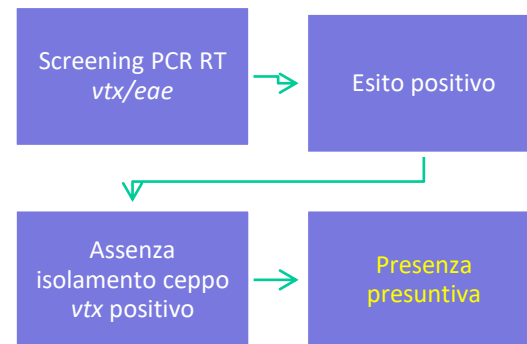 Screening PCR RT
vtx/eae
Esito positivo
Assenza
isolamento ceppo
vtx positivo
Presenza
presuntiva